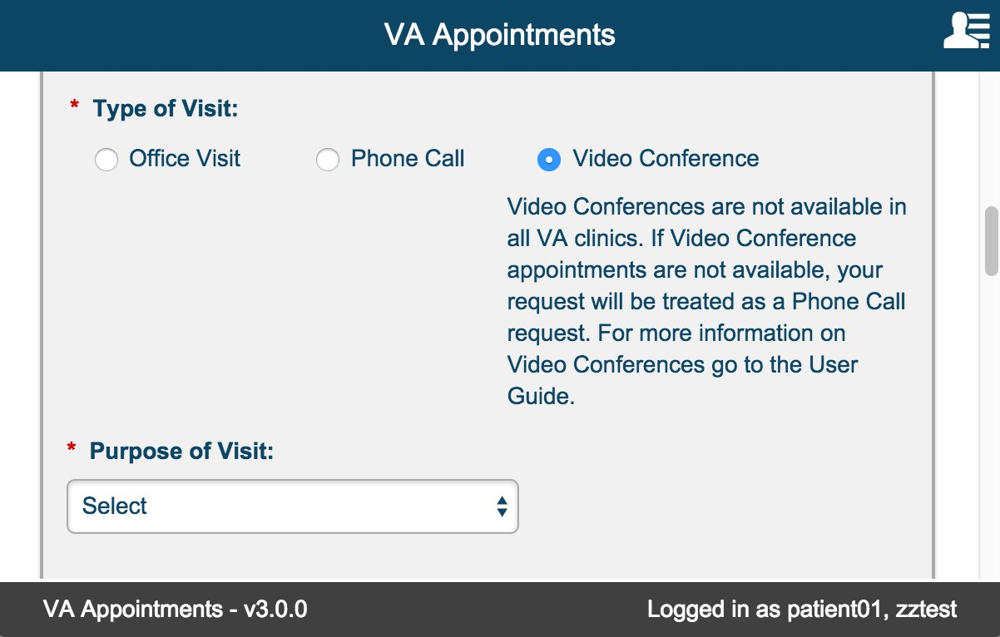 VA Appointments
* Type of Visit:
Office Visit Phone Call Video Conference
Video Conferences are not available in
all VA clinics. If Video Conference
appointments are not available, your
request will be treated as a Phone Call
request. For more information on
Video Conferences go to the User
Guide.
* Purpose of Visit:
Select
VA Appointments - v3.0.0 Logged in as patient01, zztest